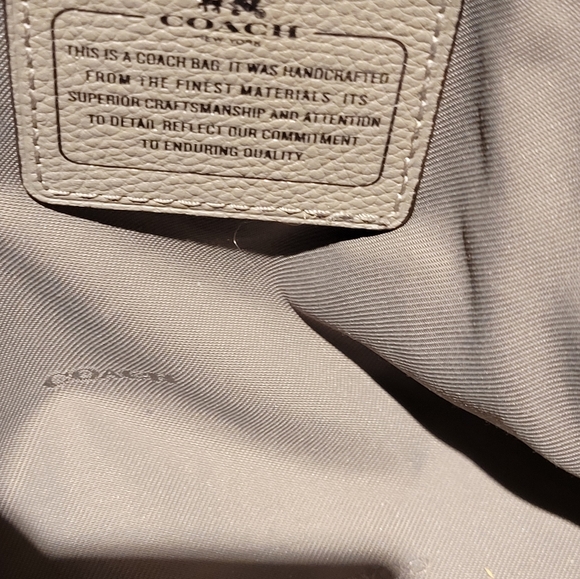 COACH
NEW YORK
THIS IS A COACH BAG. IT WAS HANDCRAFTED
FROM THE FINEST MATERIALS. ITS
SUPERIOR CRAFTSMANSHIP AND ATTENTION
TO DETAIL REFLECT OUR COMMITMENT
TO ENDURING QUALITY.
COACH